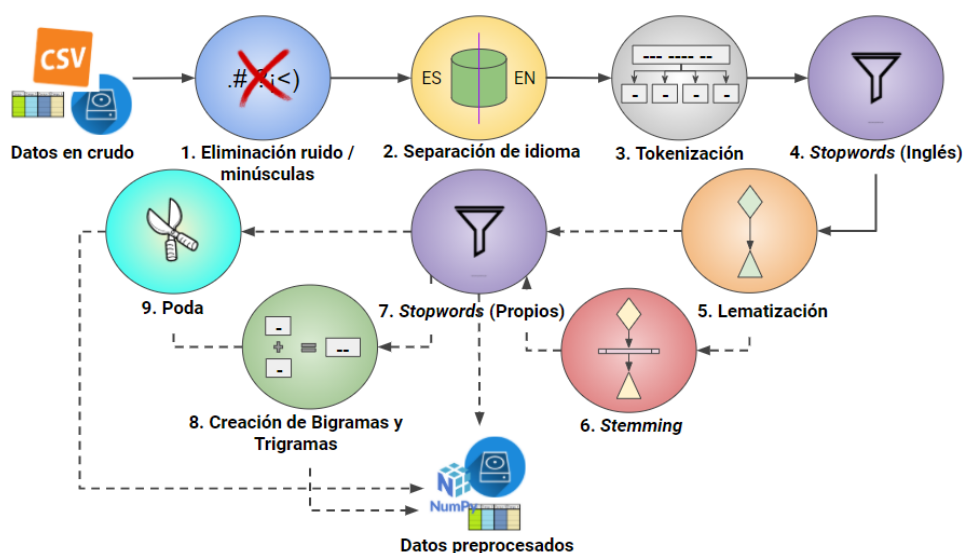 CSV
Datos en crudo
.# ?¡<)
1. Eliminación ruido /
minúsculas
ES
EN
2. Separación de idioma
--- ---- --
- - - -
3. Tokenización
4. Stopwords (Inglés)
9. Poda
7. Stopwords (Propios)
5. Lematización
-
+ = --
-
8. Creación de Bigramas y
Trigramas
6. Stemming
NumPy
Datos preprocesados